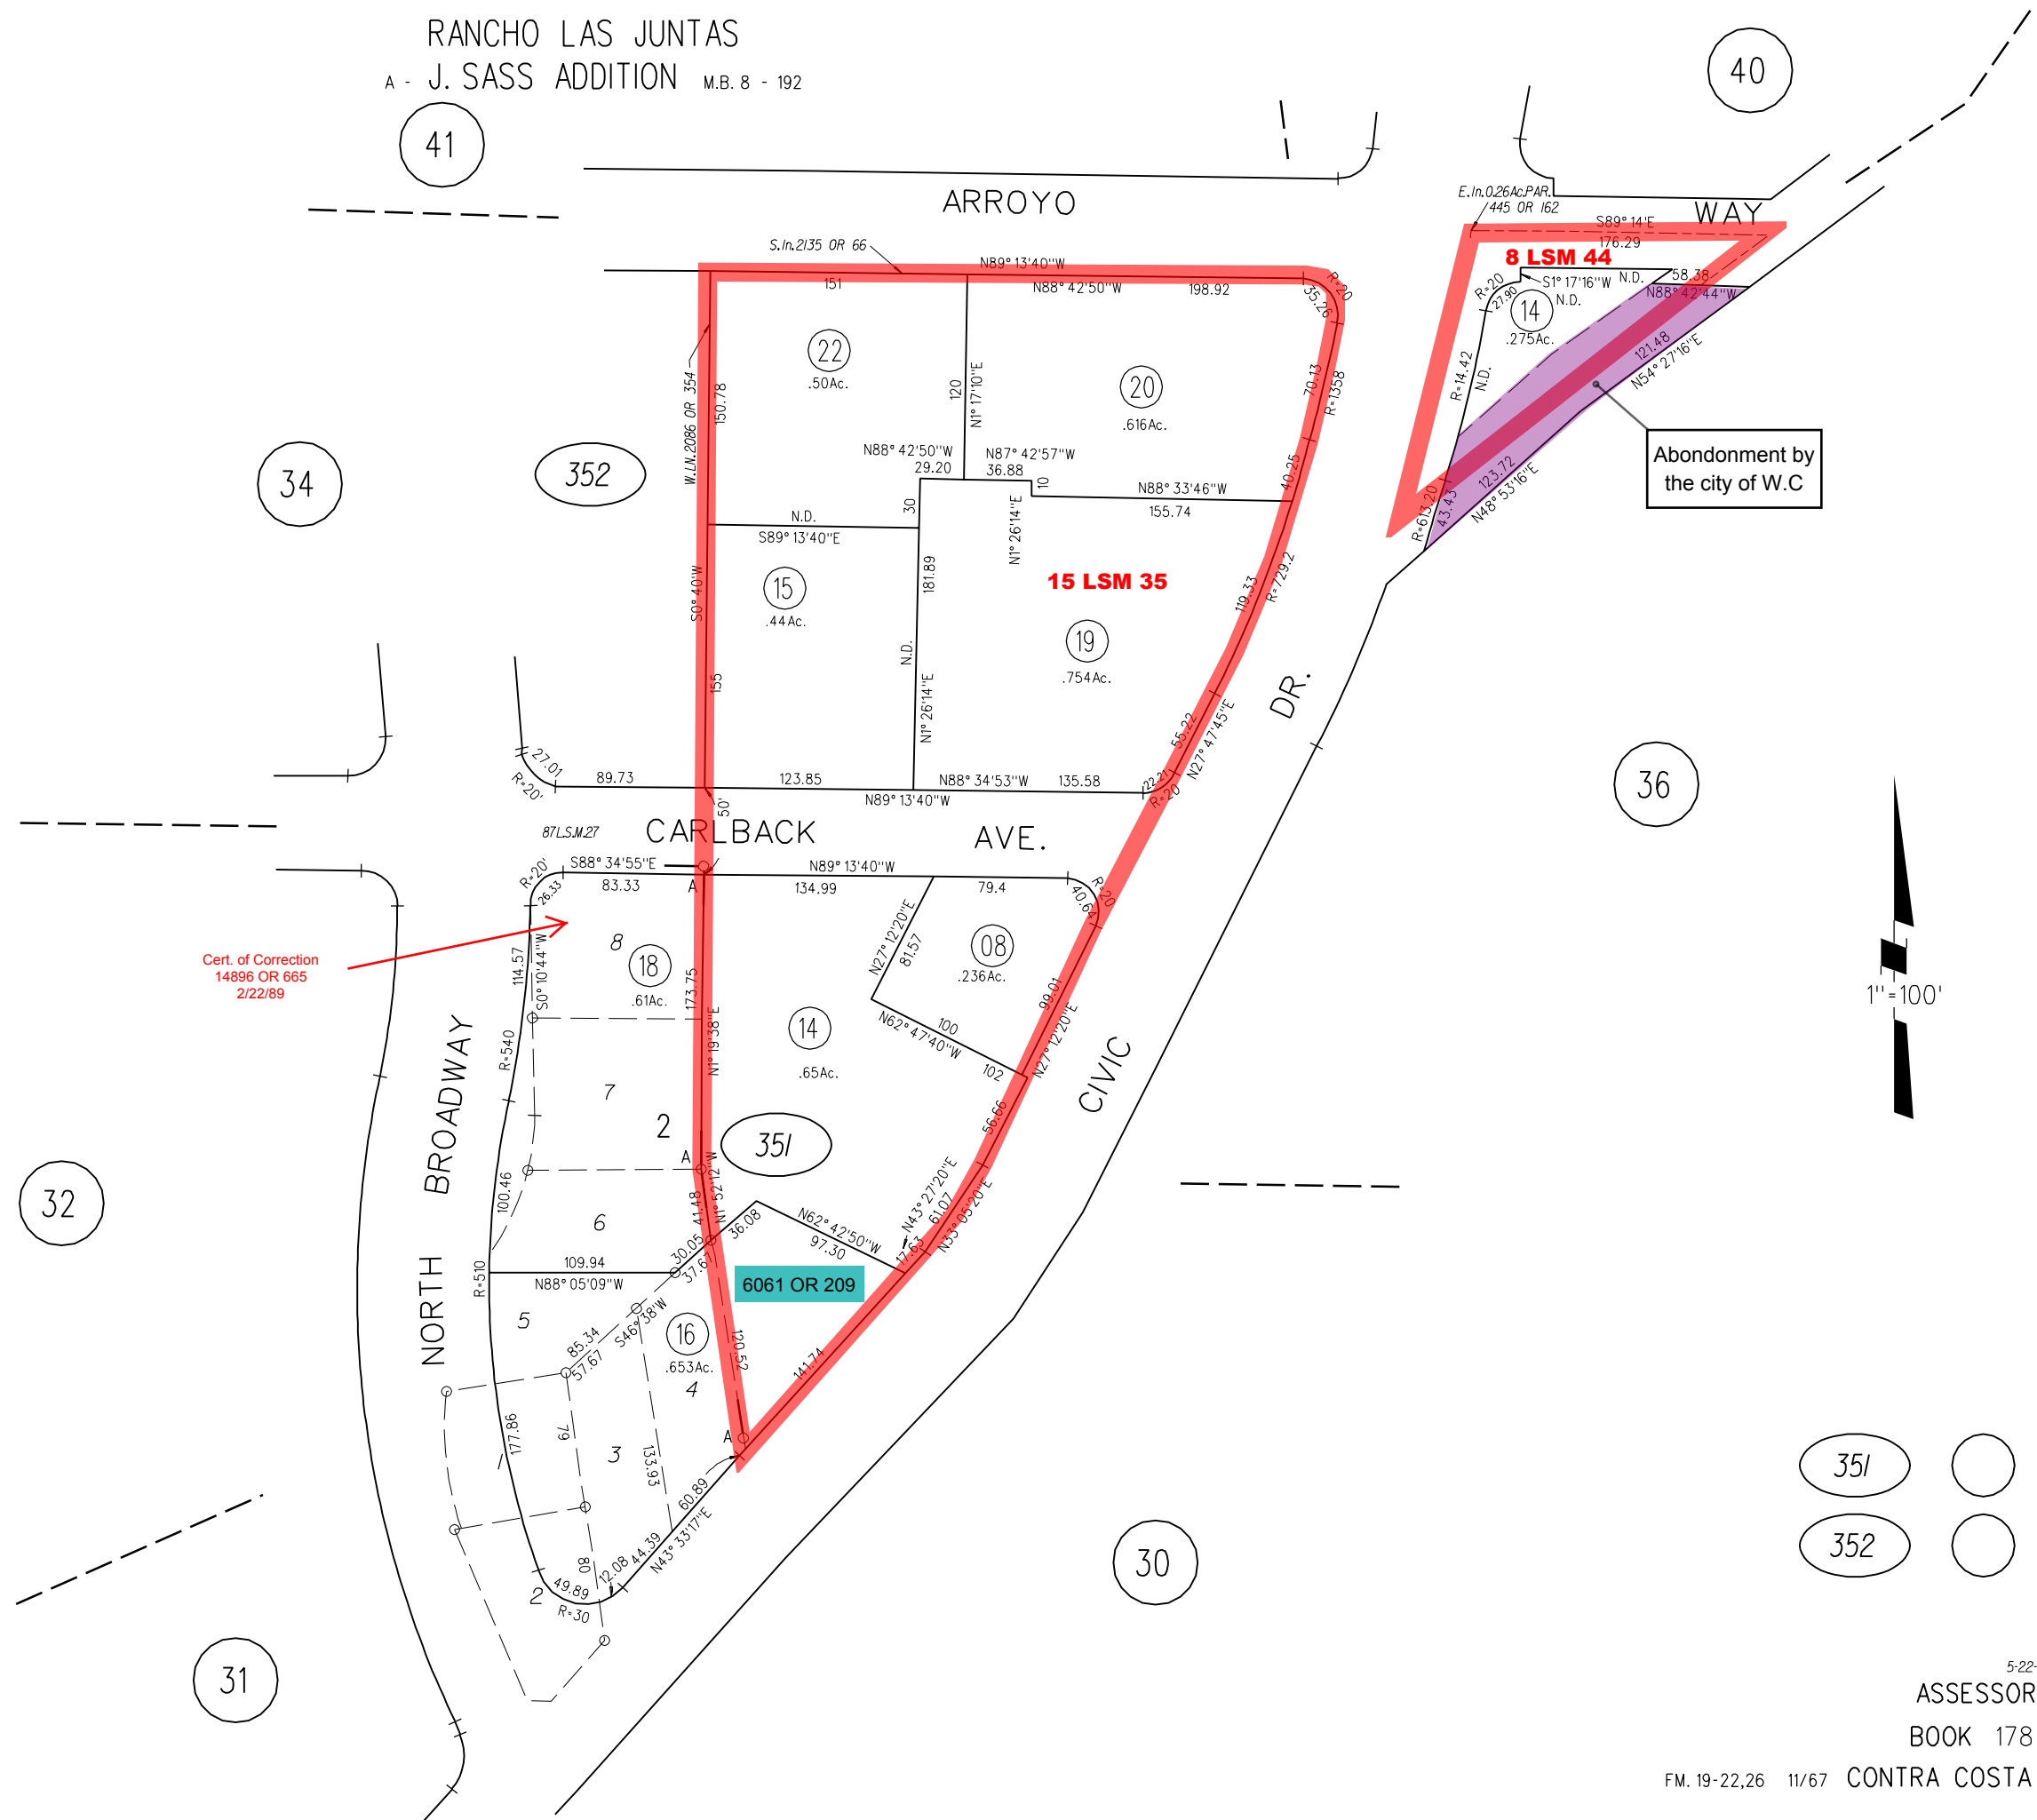 RANCHO LAS JUNTAS
A - J. SASS ADDITION M.B. 8 - 192
40
41
ARROYO
WAY
E.ln.0.26Ac.PAR.
445 OR 162
S89° 14'E
176.29
8 LSM 44
S.ln.2135 OR 66
N89° 13'40"W
151
N88° 42'50"W
198.92
R=20
35.26
R=20
27.90
S1° 17'16"W
N.D.
N.D.
58.38
N88° 42'44"W
14
.275Ac.
22
.50Ac.
20
.616Ac.
W.LN.2086 OR 354
150.78
120
N1° 17'10"E
70.13
R=1358
R=14.42
N.D.
121.48
N54° 27'16"E
Abondonment by
the city of W.C
34
352
N88° 42'50"W
29.20
N87° 42'57"W
36.88
10
N88° 33'46"W
155.74
40.25
30
N1° 26'14"E
R=613.20
43.43
123.72
N48° 53'16"E
N.D.
S89° 13'40"E
S0° 40'W
181.89
15 LSM 35
119.33
R=729.2
15
.44Ac.
19
.754Ac.
155
N.D.
N1° 26'14"E
55.22
N27° 47'45"E
DR.
36
27.01
R=20'
89.73
123.85
N88° 34'53"W
135.58
N89° 13'40"W
22.21
R=20
50'
87L.S.M.27
CARLBACK
AVE.
R=20'
26.33
S88° 34'55"E
83.33
A
N89° 13'40"W
134.99
79.4
R=20
40.64
Cert. of Correction
14896 OR 665
2/22/89
8
18
.61Ac.
114.57
S0° 10'44"W
173.75
N1° 19'38"E
N27° 12'20"E
81.57
08
.236Ac.
99.01
N27° 12'20"E
100
N62° 47'40"W
102
14
.65Ac.
1"=100'
R=540
NORTH BROADWAY
7
2
A
351
CIVIC
56.66
32
100.46
6
41.48
N11° 52'12"W
36.08
N62° 42'50"W
97.30
N43° 27'20"E
61.07
N33° 05'20"E
17.63
109.94
N88° 05'09"W
30.05
37.67
6061 OR 209
R=510
5
S46° 38'W
85.34
57.67
16
.653Ac.
4
120.52
141.74
177.86
79
3
133.93
A
60.89
N43° 33'17"E
44.39
12.08
80
49.89
R=30
2
30
31
351
352
5-22-
ASSESSOR
BOOK 178
FM. 19-22,26 11/67 CONTRA COSTA